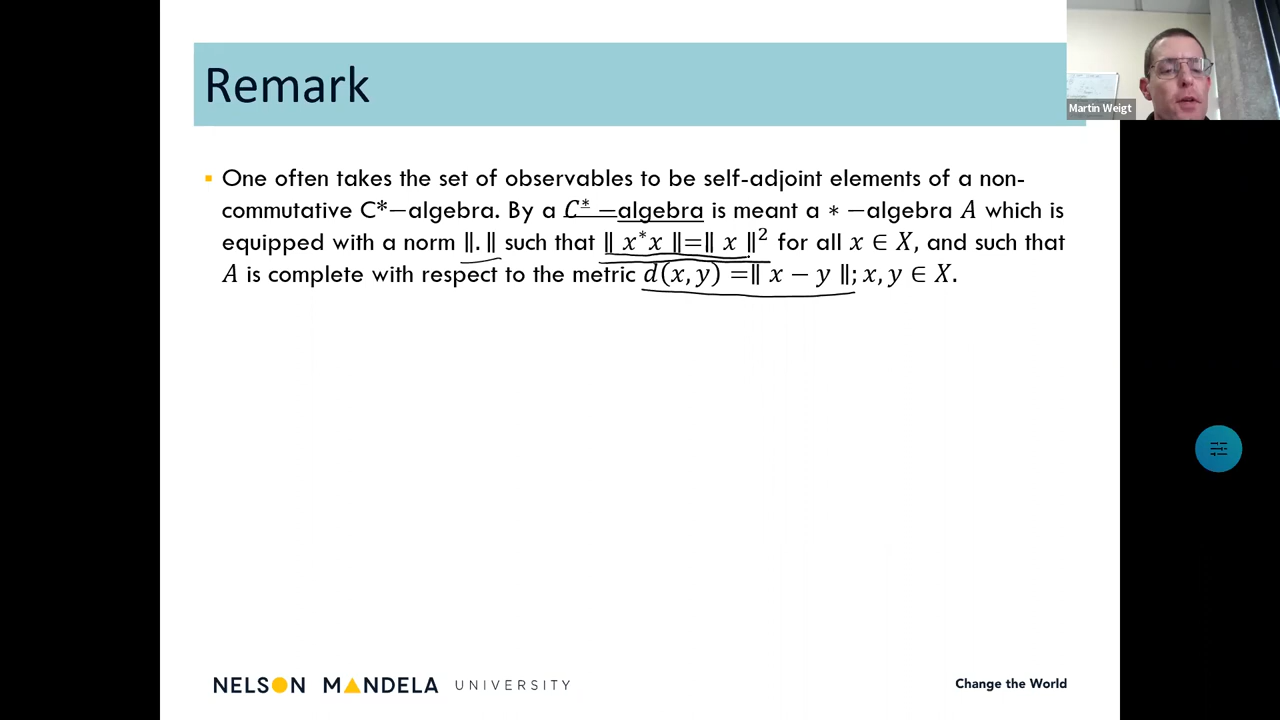 Remark
Martin Weigt
▪ One often takes the set of observables to be self-adjoint elements of a non-
commutative C*−algebra. By a C* −algebra is meant a ∗ −algebra A which is
equipped with a norm ‖.‖ such that ‖ x*x ‖=‖ x ‖² for all x ∈ X, and such that
A is complete with respect to the metric d(x, y) =‖ x − y ‖; x, y ∈ X.
NELSON MANDELA UNIVERSITY
Change the World